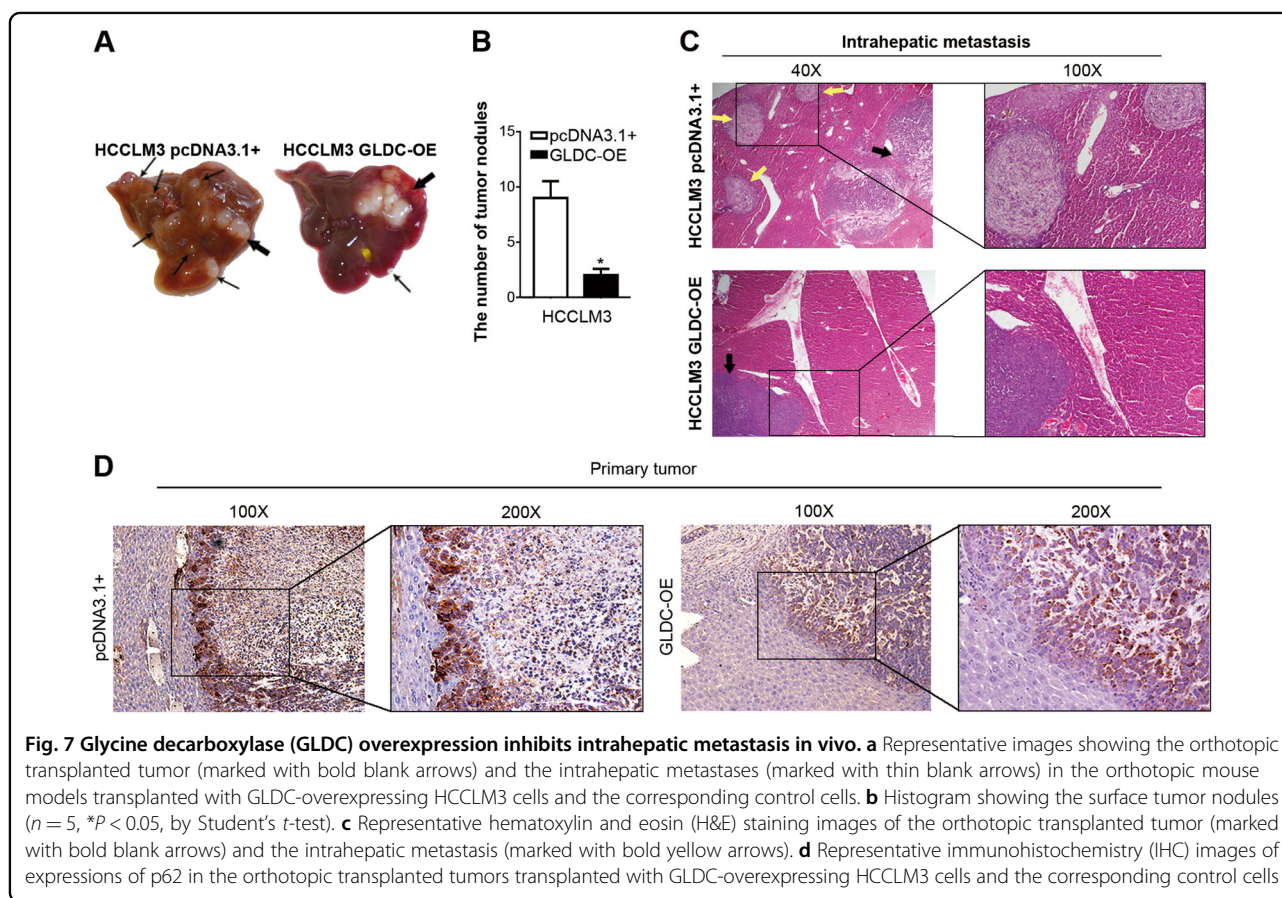 A
HCCLM3 pcDNA3.1+
HCCLM3 GLDC-OE
B
The number of tumor nodules
15
10
5
0
pcDNA3.1+
GLDC-OE
*
HCCLM3
C
Intrahepatic metastasis
40X
100X
HCCLM3 pcDNA3.1+
HCCLM3 GLDC-OE
D
Primary tumor
100X
200X
100X
200X
pcDNA3.1+
GLDC-OE
Fig. 7 Glycine decarboxylase (GLDC) overexpression inhibits intrahepatic metastasis in vivo. a Representative images showing the orthotopic
transplanted tumor (marked with bold blank arrows) and the intrahepatic metastases (marked with thin blank arrows) in the orthotopic mouse
models transplanted with GLDC-overexpressing HCCLM3 cells and the corresponding control cells. b Histogram showing the surface tumor nodules
(n = 5, *P < 0.05, by Student's t-test). c Representative hematoxylin and eosin (H&E) staining images of the orthotopic transplanted tumor (marked
with bold blank arrows) and the intrahepatic metastasis (marked with bold yellow arrows). d Representative immunohistochemistry (IHC) images of
expressions of p62 in the orthotopic transplanted tumors transplanted with GLDC-overexpressing HCCLM3 cells and the corresponding control cells